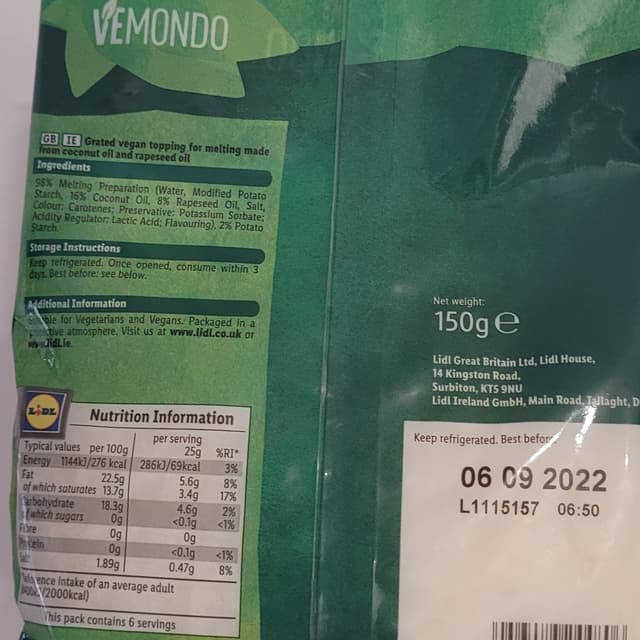 VEMONDO
GB IE Grated vegan topping for melting made
from coconut oil and rapeseed oil
Ingredients
98% Melting Preparation (Water, Modified Potato
Starch, 16% Coconut Oil, 8% Rapeseed Oil, Salt,
Colour: Carotenes; Preservative: Potassium Sorbate;
Acidity Regulator: Lactic Acid; Flavouring), 2% Potato
Starch.
Storage Instructions
Keep refrigerated. Once opened, consume within 3
days. Best before: see below.
Additional Information
for Vegetarians and Vegans. Packaged in a
atmosphere. Visit us at www.lidl.co.uk or
www.lidl.ie.
LIDL
Nutrition Information
Typical values per 100g per serving 25g %RI*
Energy 1144kJ/276 kcal 286kJ/69kcal 3%
Fat 22.5g 5.6g 8%
of which saturates 13.7g 3.4g 17%
18.3g 4.6g 2%
of which sugars 0g <0.1g <1%
0g 0g
0g <0.1g <1%
1.89g 0.47g 8%
intake of an average adult
/2000kcal)
This pack contains 6 servings
Net weight:
150g e
Lidl Great Britain Ltd, Lidl House,
14 Kingston Road,
Surbiton, KT5 9NU
Lidl Ireland GmbH, Main Road, Tallaght, D
Keep refrigerated. Best before
06 09 2022
L1115157 06:50